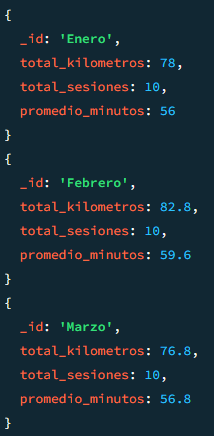 {
  _id: 'Enero',
  total_kilometros: 78,
  total_sesiones: 10,
  promedio_minutos: 56
}
{
  _id: 'Febrero',
  total_kilometros: 82.8,
  total_sesiones: 10,
  promedio_minutos: 59.6
}
{
  _id: 'Marzo',
  total_kilometros: 76.8,
  total_sesiones: 10,
  promedio_minutos: 56.8
}